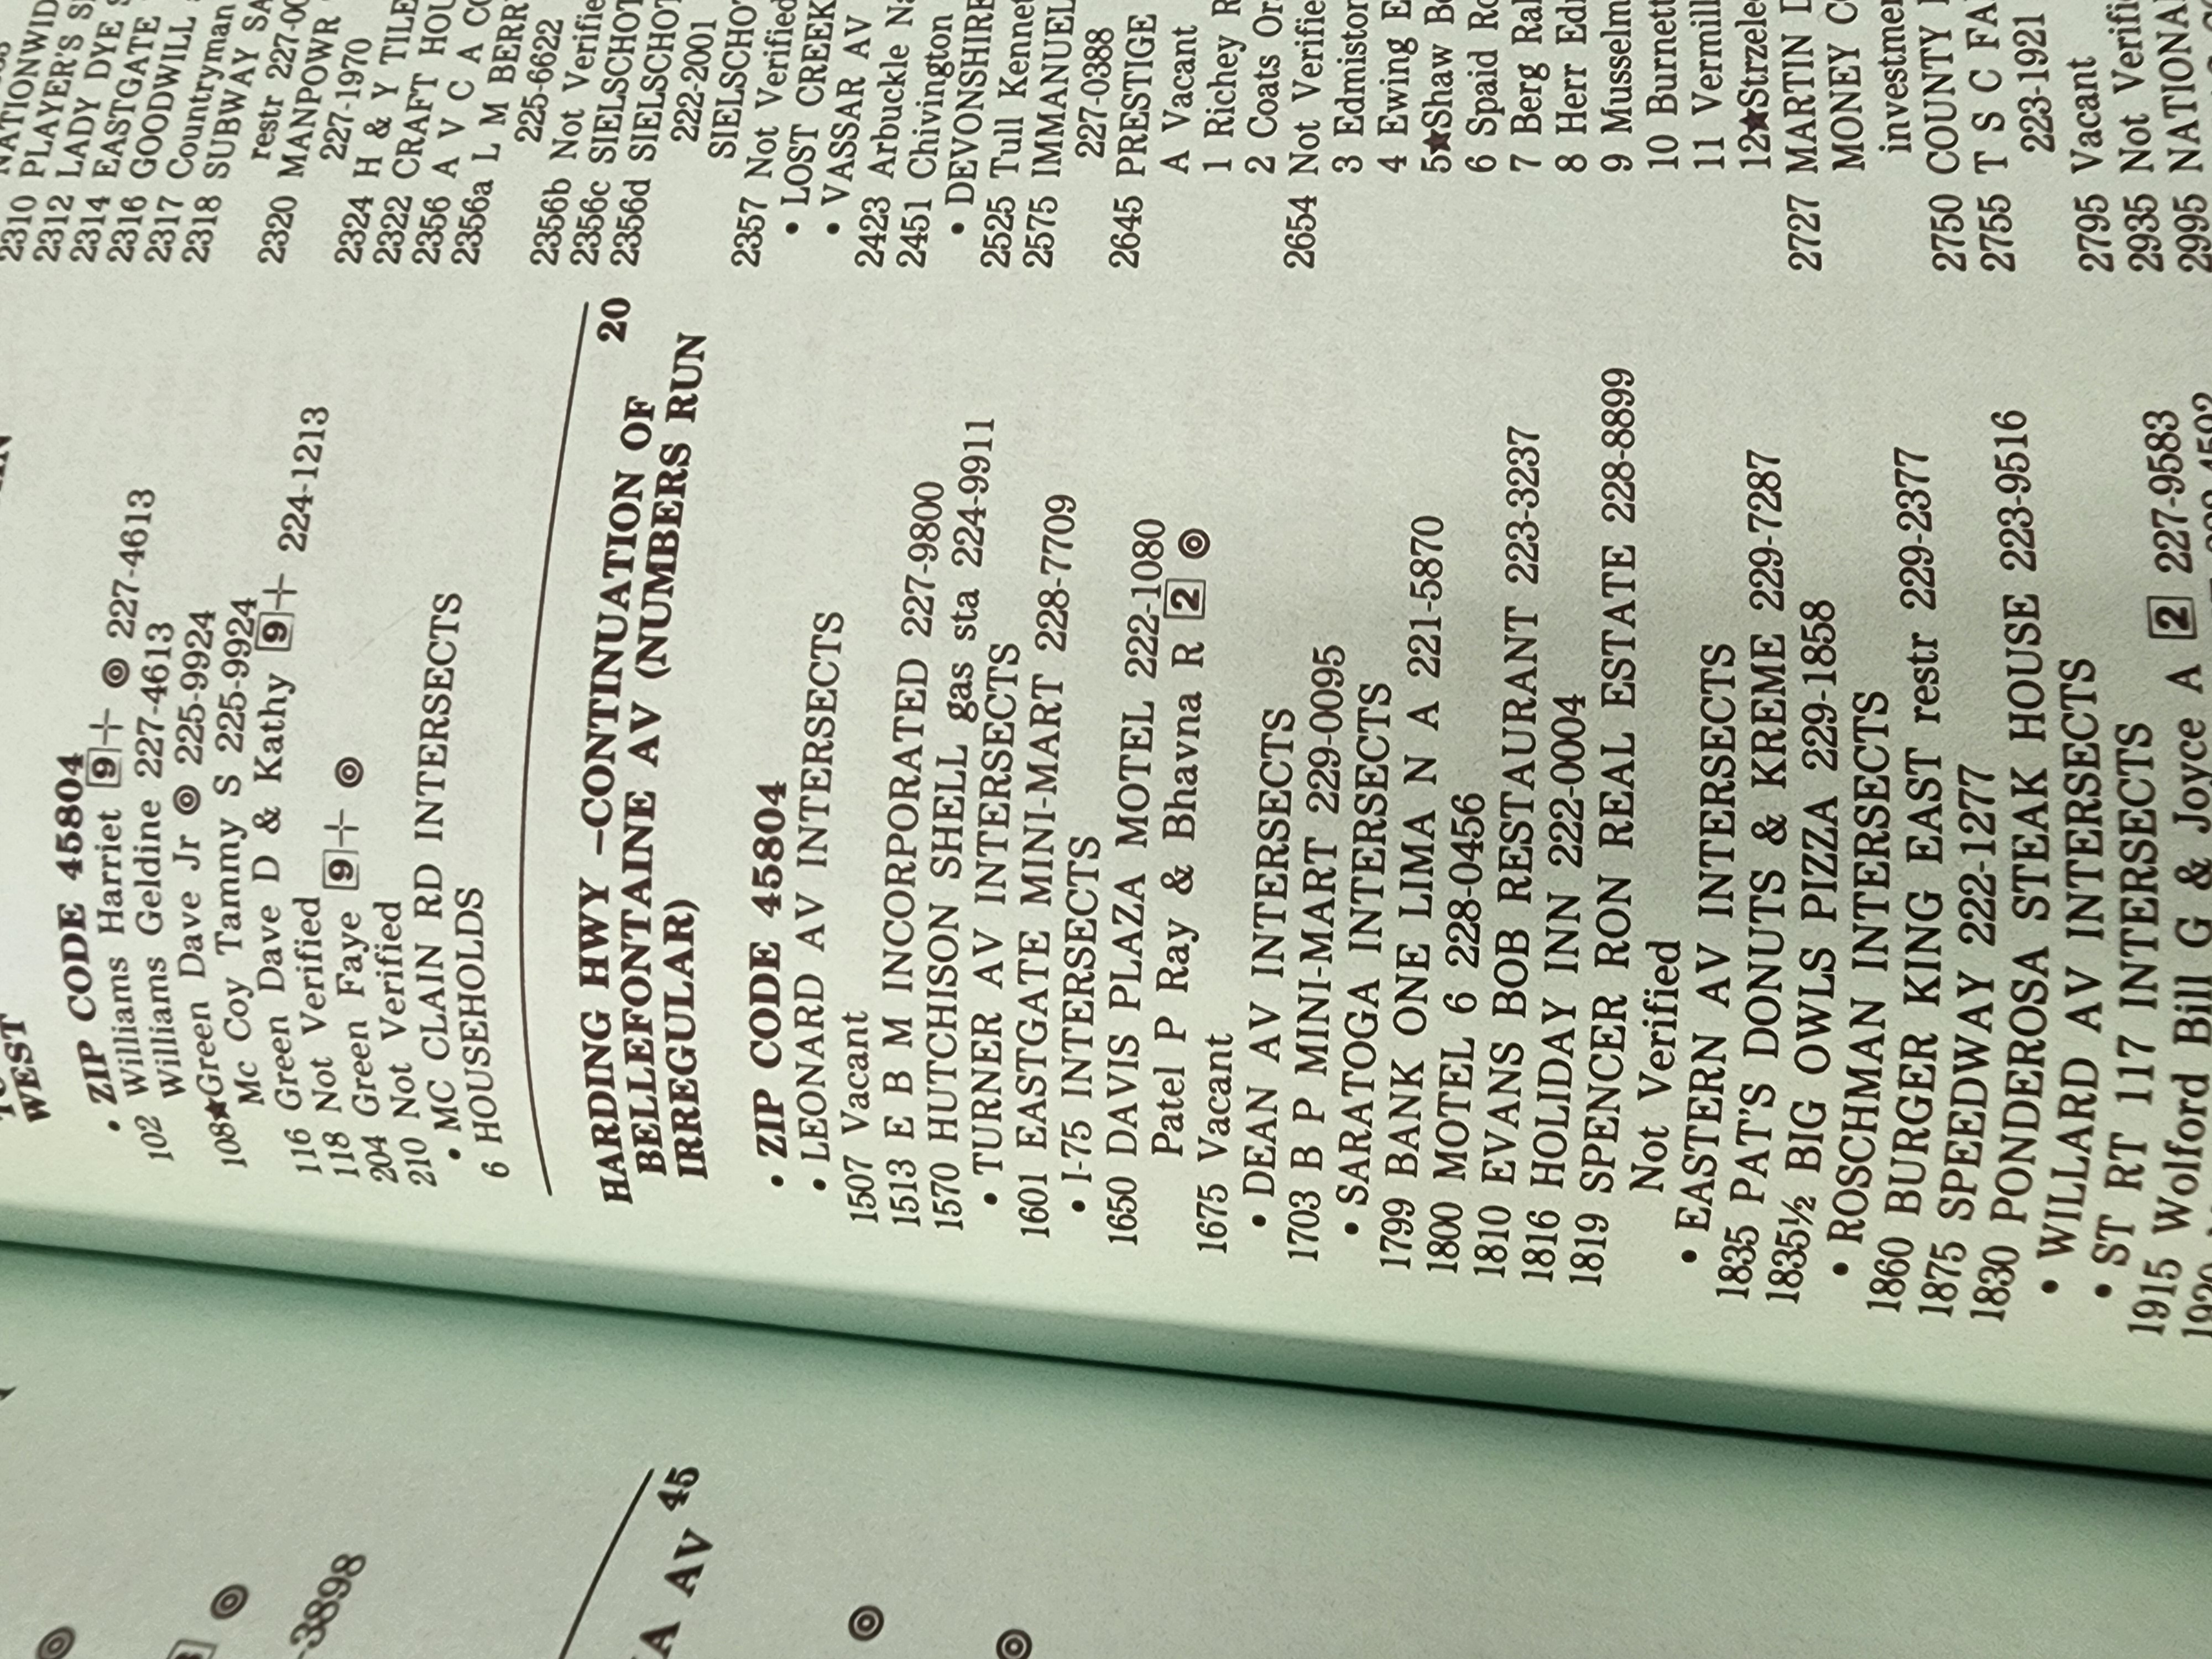 WEST
• ZIP CODE 45804
102 Williams Harriet 9+ ◎ 227-4613
Williams Geldine 227-4613
108★Green Dave Jr ◎ 225-9924
Mc Coy Tammy S 225-9924
116 Green Dave D & Kathy 9+ 224-1213
118 Not Verified
204 Green Faye 9+ ◎
210 Not Verified
• MC CLAIN RD INTERSECTS
6 HOUSEHOLDS
HARDING HWY –CONTINUATION OF 20
BELLEFONTAINE AV (NUMBERS RUN
IRREGULAR)
• ZIP CODE 45804
• LEONARD AV INTERSECTS
1507 Vacant
1513 E B M INCORPORATED 227-9800
1570 HUTCHISON SHELL gas sta 224-9911
• TURNER AV INTERSECTS
1601 EASTGATE MINI-MART 228-7709
• I-75 INTERSECTS
1650 DAVIS PLAZA MOTEL 222-1080
Patel P Ray & Bhavna R 2 ◎
1675 Vacant
• DEAN AV INTERSECTS
1703 B P MINI-MART 229-0095
• SARATOGA INTERSECTS
1799 BANK ONE LIMA N A 221-5870
1800 MOTEL 6 228-0456
1810 EVANS BOB RESTAURANT 223-3237
1816 HOLIDAY INN 222-0004
1819 SPENCER RON REAL ESTATE 228-8899
Not Verified
• EASTERN AV INTERSECTS
1835 PAT'S DONUTS & KREME 229-7287
1835½ BIG OWLS PIZZA 229-1858
• ROSCHMAN INTERSECTS
1860 BURGER KING EAST restr 229-2377
1875 SPEEDWAY 222-1277
1830 PONDEROSA STEAK HOUSE 223-9516
• WILLARD AV INTERSECTS
• ST RT 117 INTERSECTS
1915 Wolford Bill G & Joyce A 2 227-9583
2310 PLAYER'S
2312 LADY DYE
2314 EASTGATE
2316 GOODWILL
2317 Countryman
2318 SUBWAY
restr
2320 MANPOWR
227-1970
2324 H & Y TILE
2322 CRAFT
2356 A V C A
2356a L M BERR
225-6622
2356b Not Verifie
2356c SIELSCHOT
2356d SIELSCHO
222-2001
SIELSCHO
2357 Not Verified
• LOST CREEK
• VASSAR AV
2423 Arbuckle
2451 Chivington
• DEVONSHIRE
2525 Tull Kennet
2575 IMMANUEL
227-0388
2645 PRESTIGE
A Vacant
1 Richey R
2 Coats
2654 Not Verifie
3 Edmiston
4 Ewing E
5★Shaw
6 Spaid
7 Berg
8 Herr
9 Musselm
10 Burnett
11 Vermill
12★Strzele
2727 MARTIN
MONEY
investmen
2750 COUNTY
2755 T S C
223-1921
2795 Vacant
2935 Not Verifi
2995 NATIONA
-3898
AV 45